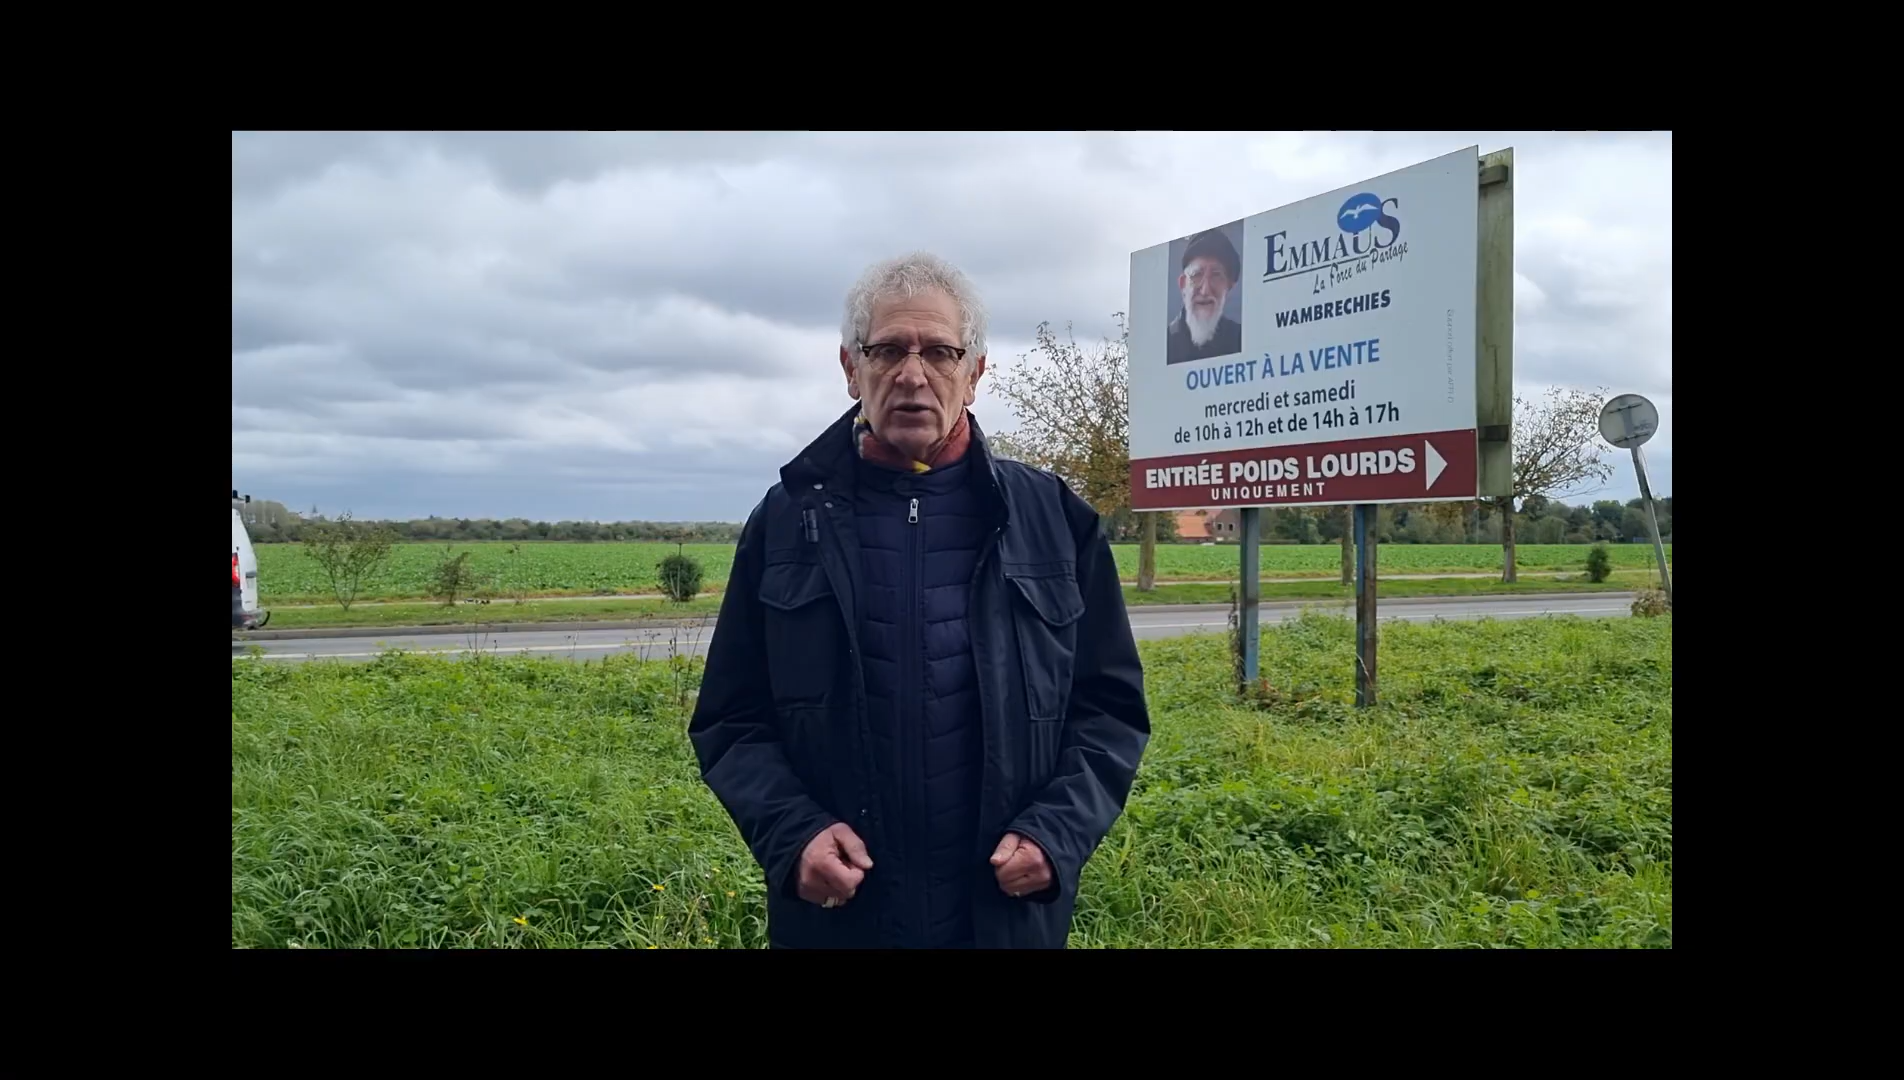 EMMAUS
La Force du Partage
WAMBRECHIES
OUVERT À LA VENTE
mercredi et samedi
de 10h à 12h et de 14h à 17h
ENTRÉE POIDS LOURDS
UNIQUEMENT